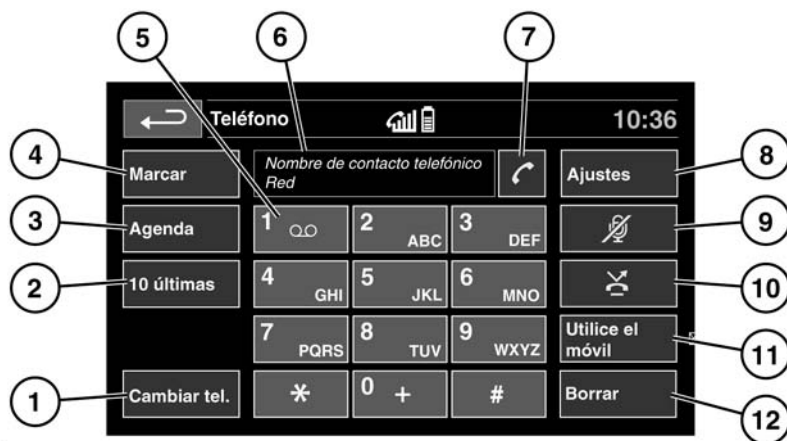 5
6
7
Teléfono
10:36
4
Marcar
Nombre de contacto telefónico
Red
Ajustes
8
3
Agenda
1
2 ABC
3 DEF
9
2
10 últimas
4 GHI
5 JKL
6 MNO
10
7 PQRS
8 TUV
9 WXYZ
Utilice el
móvil
11
1
Cambiar tel.
*
0 +
#
Borrar
12